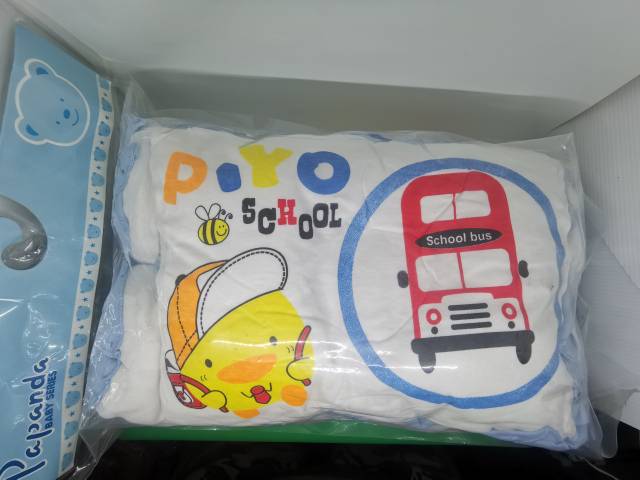 PiYO
SCHOOL
School bus
Papanda
BABY SERIES